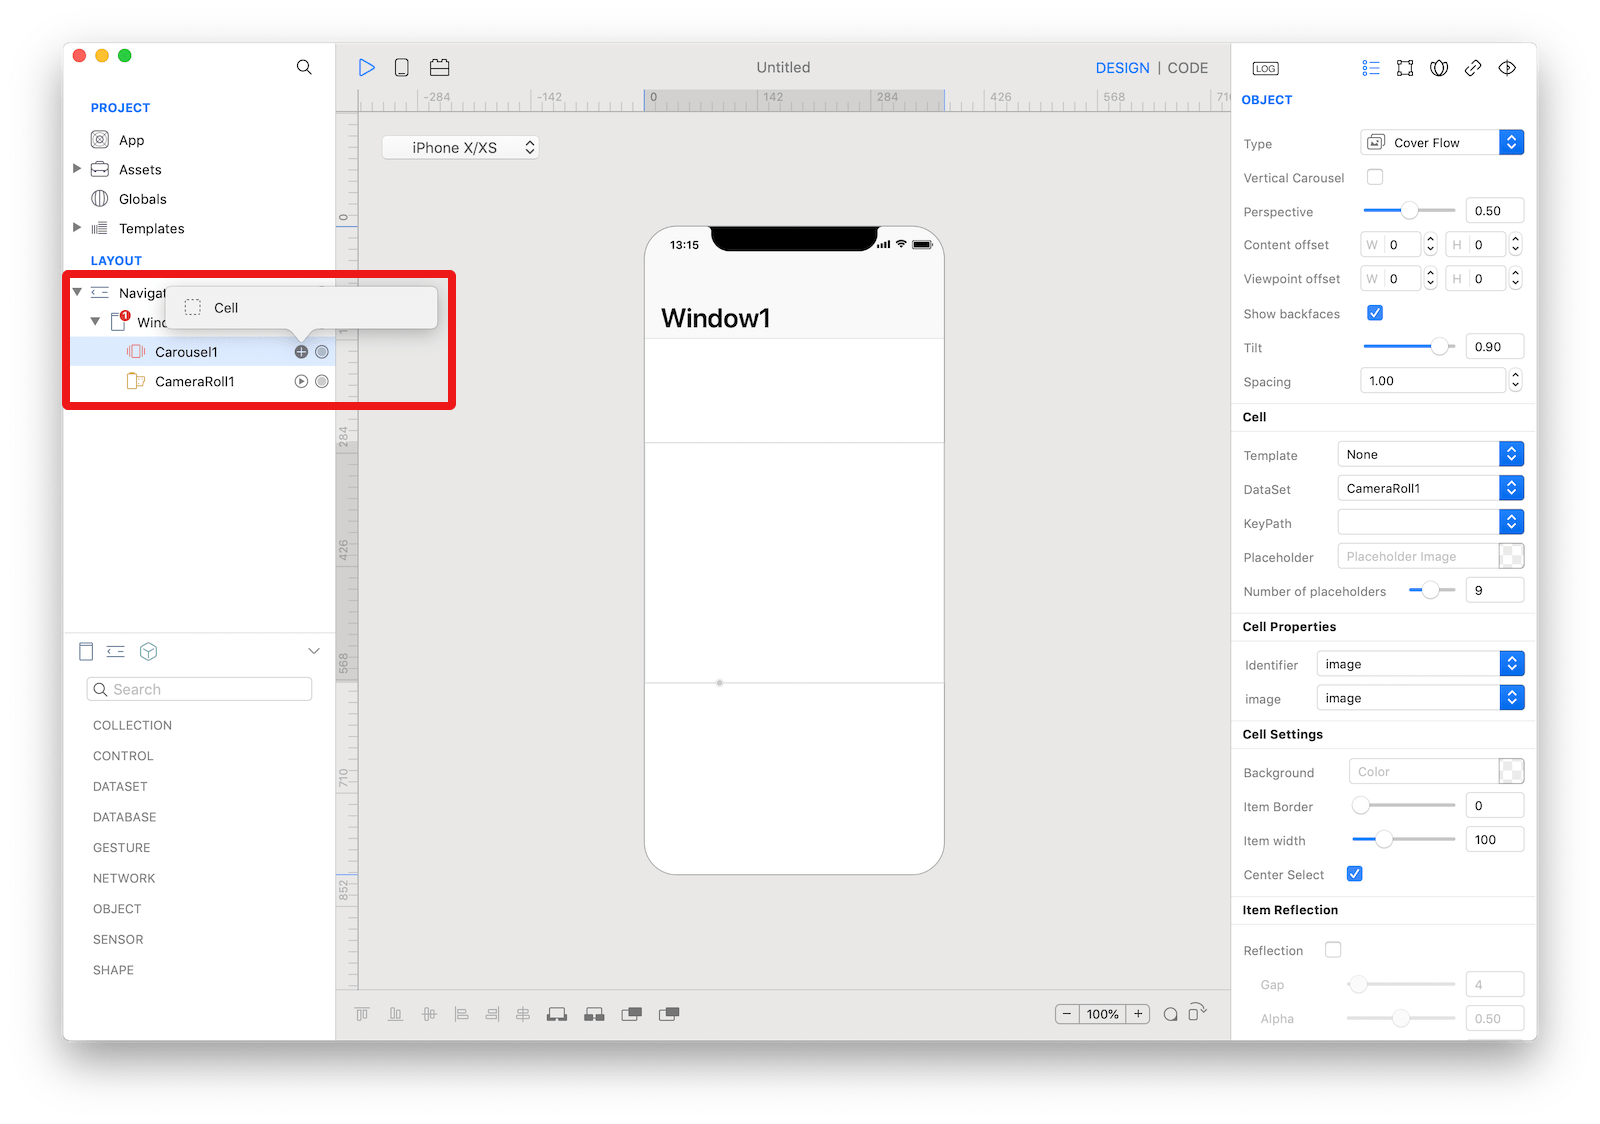 PROJECT
App
Assets
Globals
Templates
LAYOUT
Navigat
Cell
1
Wind
Carousel1
CameraRoll1
Search
COLLECTION
CONTROL
DATASET
DATABASE
GESTURE
NETWORK
OBJECT
SENSOR
SHAPE
Untitled
DESIGN | CODE
-284 -142 0 142 284 426 568 710
iPhone X/XS
0
284
426
568
710
852
13:15
Window1
100%
LOG
OBJECT
Type Cover Flow
Vertical Carousel
Perspective 0.50
Content offset W 0 H 0
Viewpoint offset W 0 H 0
Show backfaces
Tilt 0.90
Spacing 1.00
Cell
Template None
DataSet CameraRoll1
KeyPath
Placeholder Placeholder Image
Number of placeholders 9
Cell Properties
Identifier image
image image
Cell Settings
Background Color
Item Border 0
Item width 100
Center Select
Item Reflection
Reflection
Gap 4
Alpha 0.50